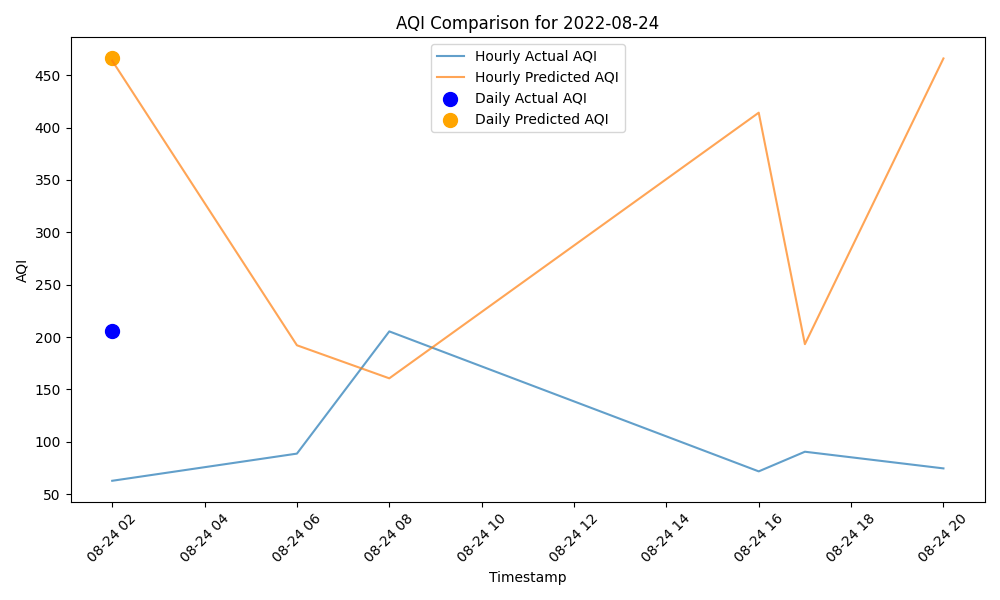 AQI Comparison for 2022-08-24
Hourly Actual AQI
Hourly Predicted AQI
Daily Actual AQI
Daily Predicted AQI
AQI
450
400
350
300
250
200
150
100
50
08-24 02
08-24 04
08-24 06
08-24 08
08-24 10
08-24 12
08-24 14
08-24 16
08-24 18
08-24 20
Timestamp